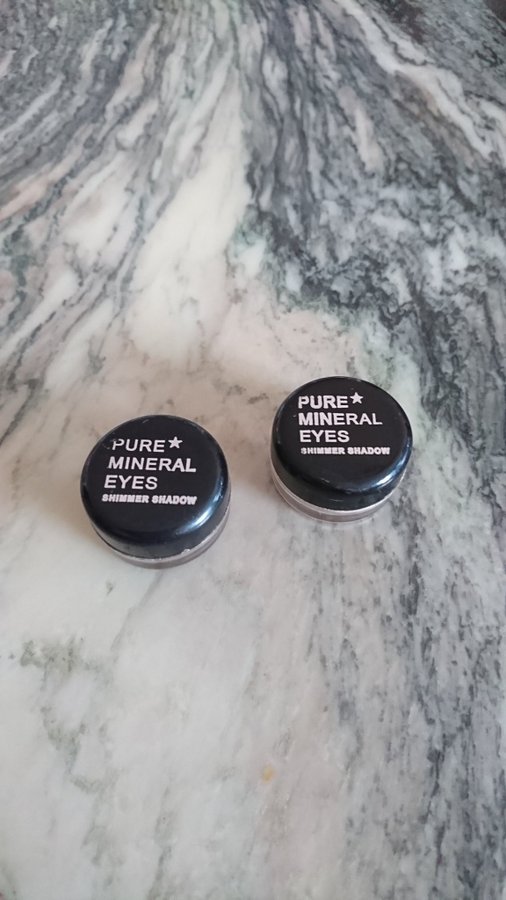 PURE★
MINERAL
EYES
SHIMMER SHADOW
PURE★
MINERAL
EYES
SHIMMER SHADOW